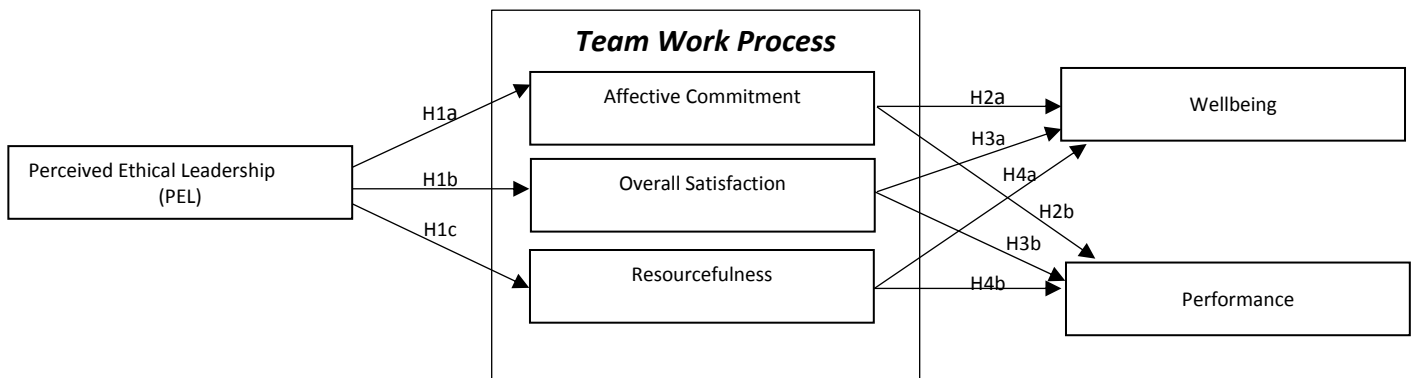 Team Work Process
Affective Commitment
H2a
Wellbeing
H1a
H3a
Perceived Ethical Leadership
(PEL)
H1b
Overall Satisfaction
H4a
H2b
H1c
H3b
Resourcefulness
H4b
Performance